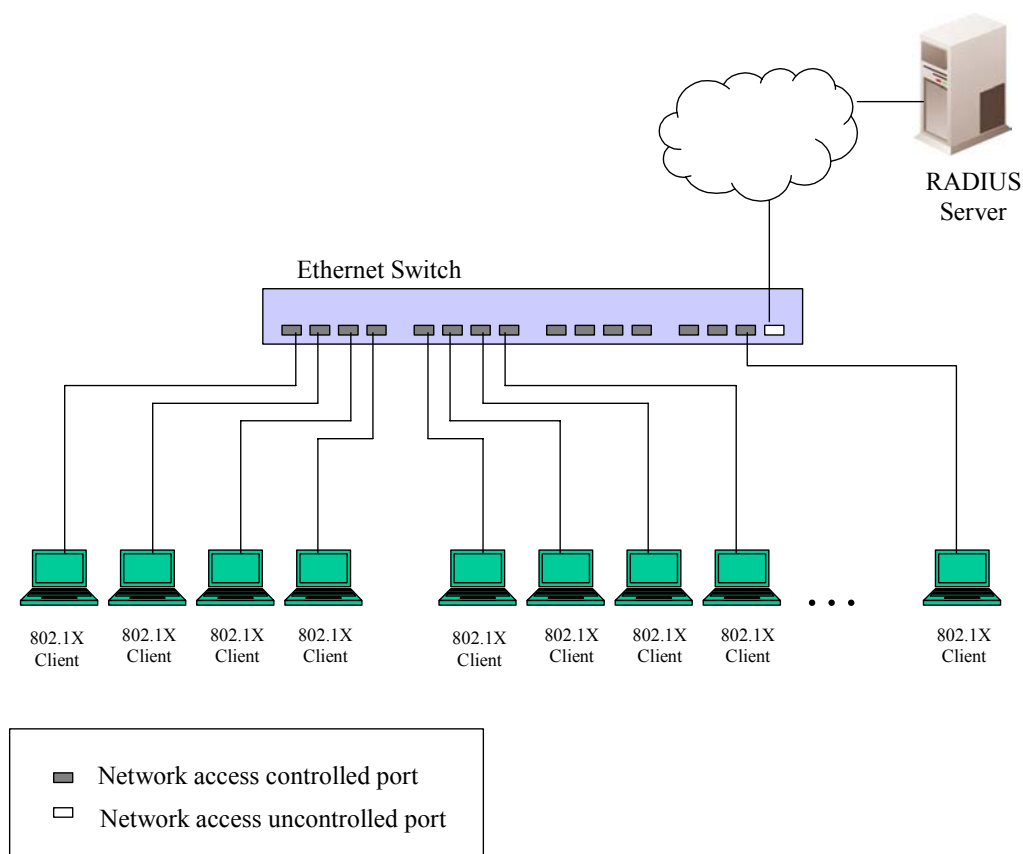 RADIUS
Server
Ethernet Switch
802.1X
Client
802.1X
Client
802.1X
Client
802.1X
Client
802.1X
Client
802.1X
Client
802.1X
Client
802.1X
Client
802.1X
Client
Network access controlled port
Network access uncontrolled port